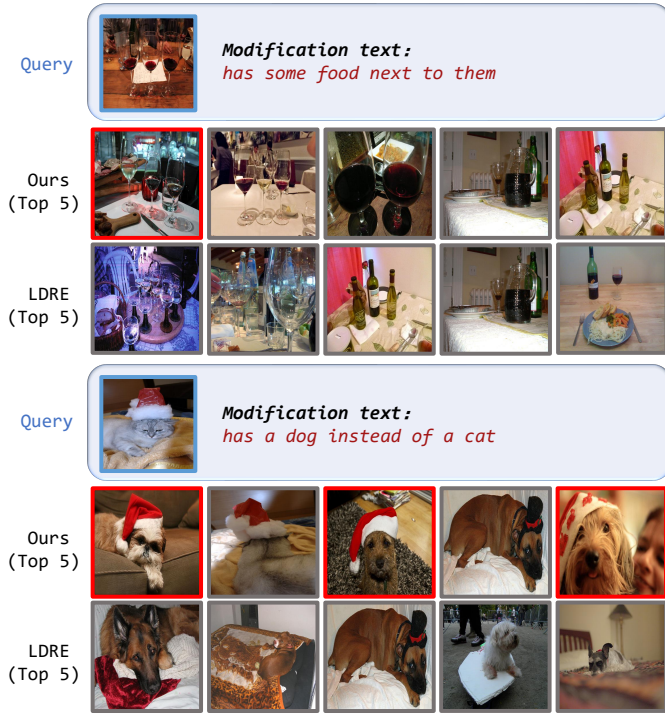 Query
Modification text:
has some food next to them
Ours
(Top 5)
LDRE
(Top 5)
Query
Modification text:
has a dog instead of a cat
Ours
(Top 5)
LDRE
(Top 5)